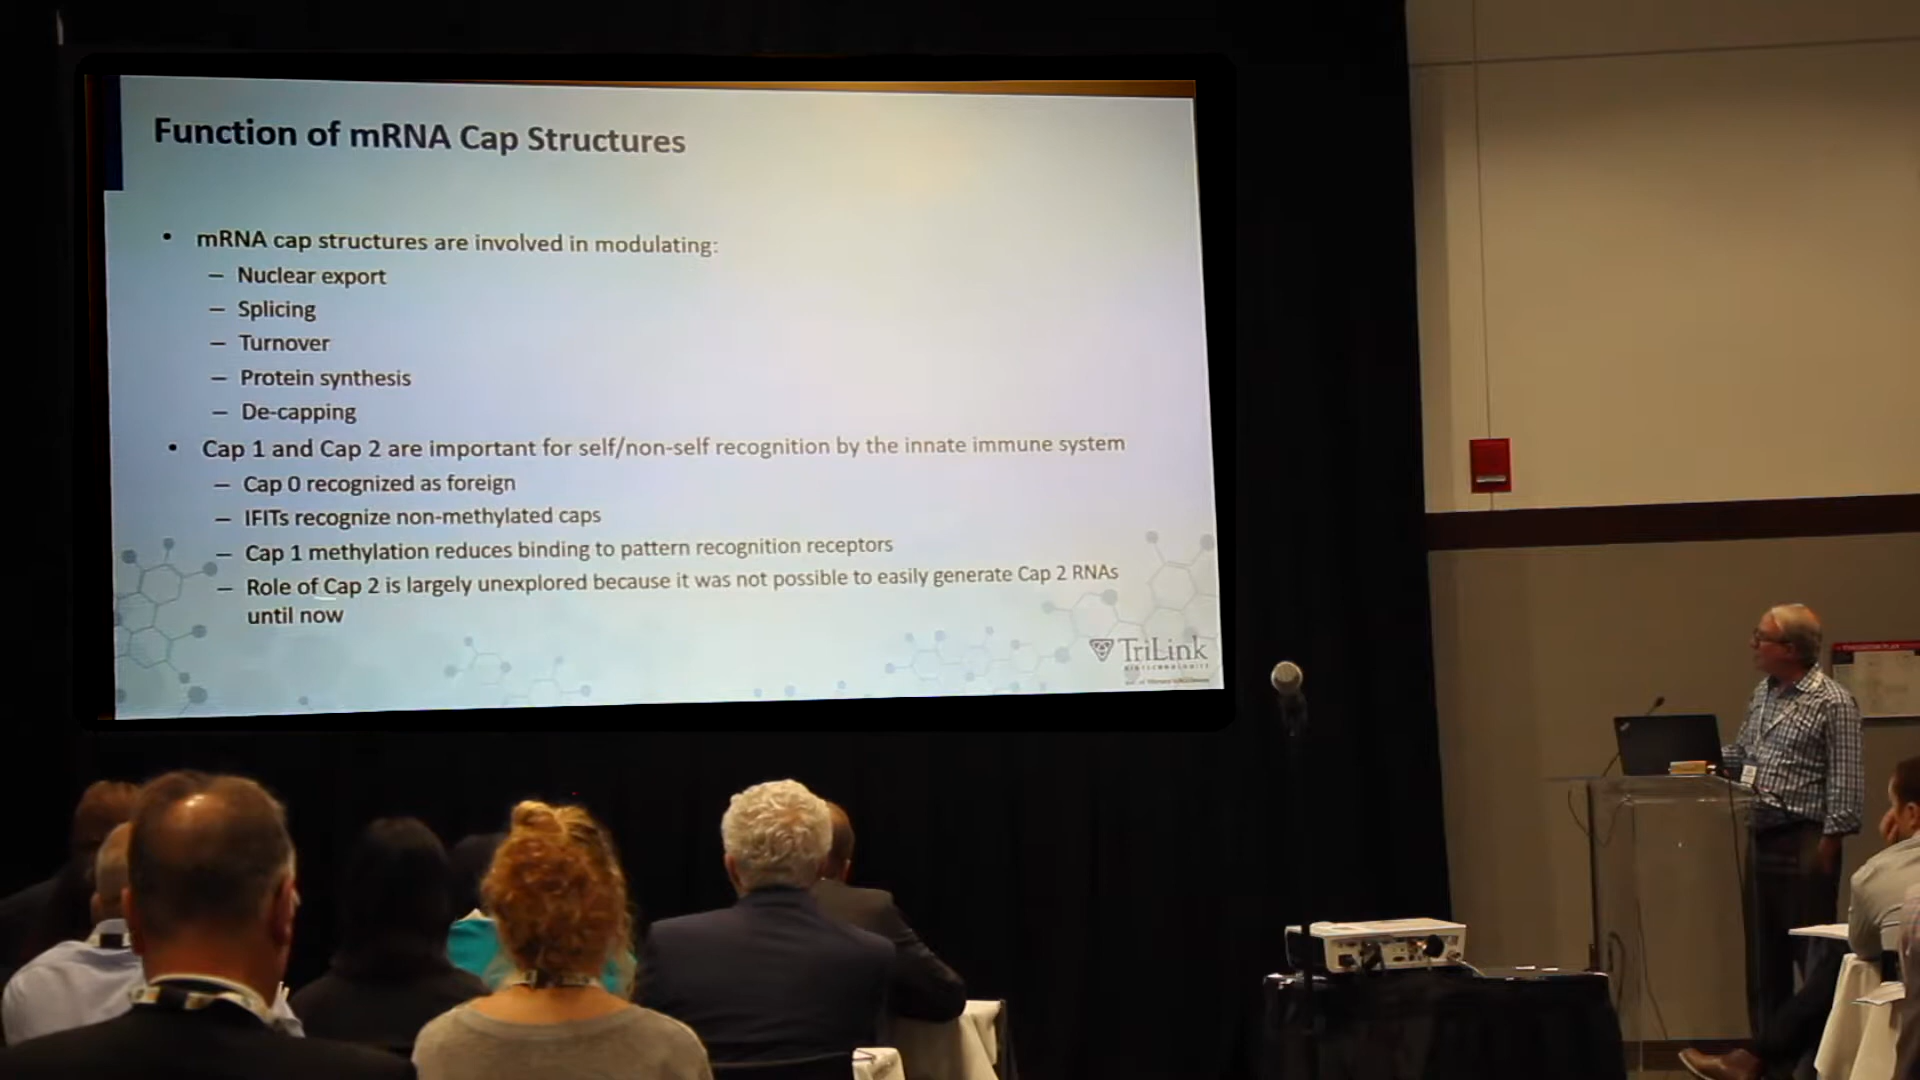 Function of mRNA Cap Structures
• mRNA cap structures are involved in modulating:
– Nuclear export
– Splicing
– Turnover
– Protein synthesis
– De-capping
• Cap 1 and Cap 2 are important for self/non-self recognition by the innate immune system
– Cap 0 recognized as foreign
– IFITs recognize non-methylated caps
– Cap 1 methylation reduces binding to pattern recognition receptors
– Role of Cap 2 is largely unexplored because it was not possible to easily generate Cap 2 RNAs
until now
TriLink
BIOTECHNOLOGIES